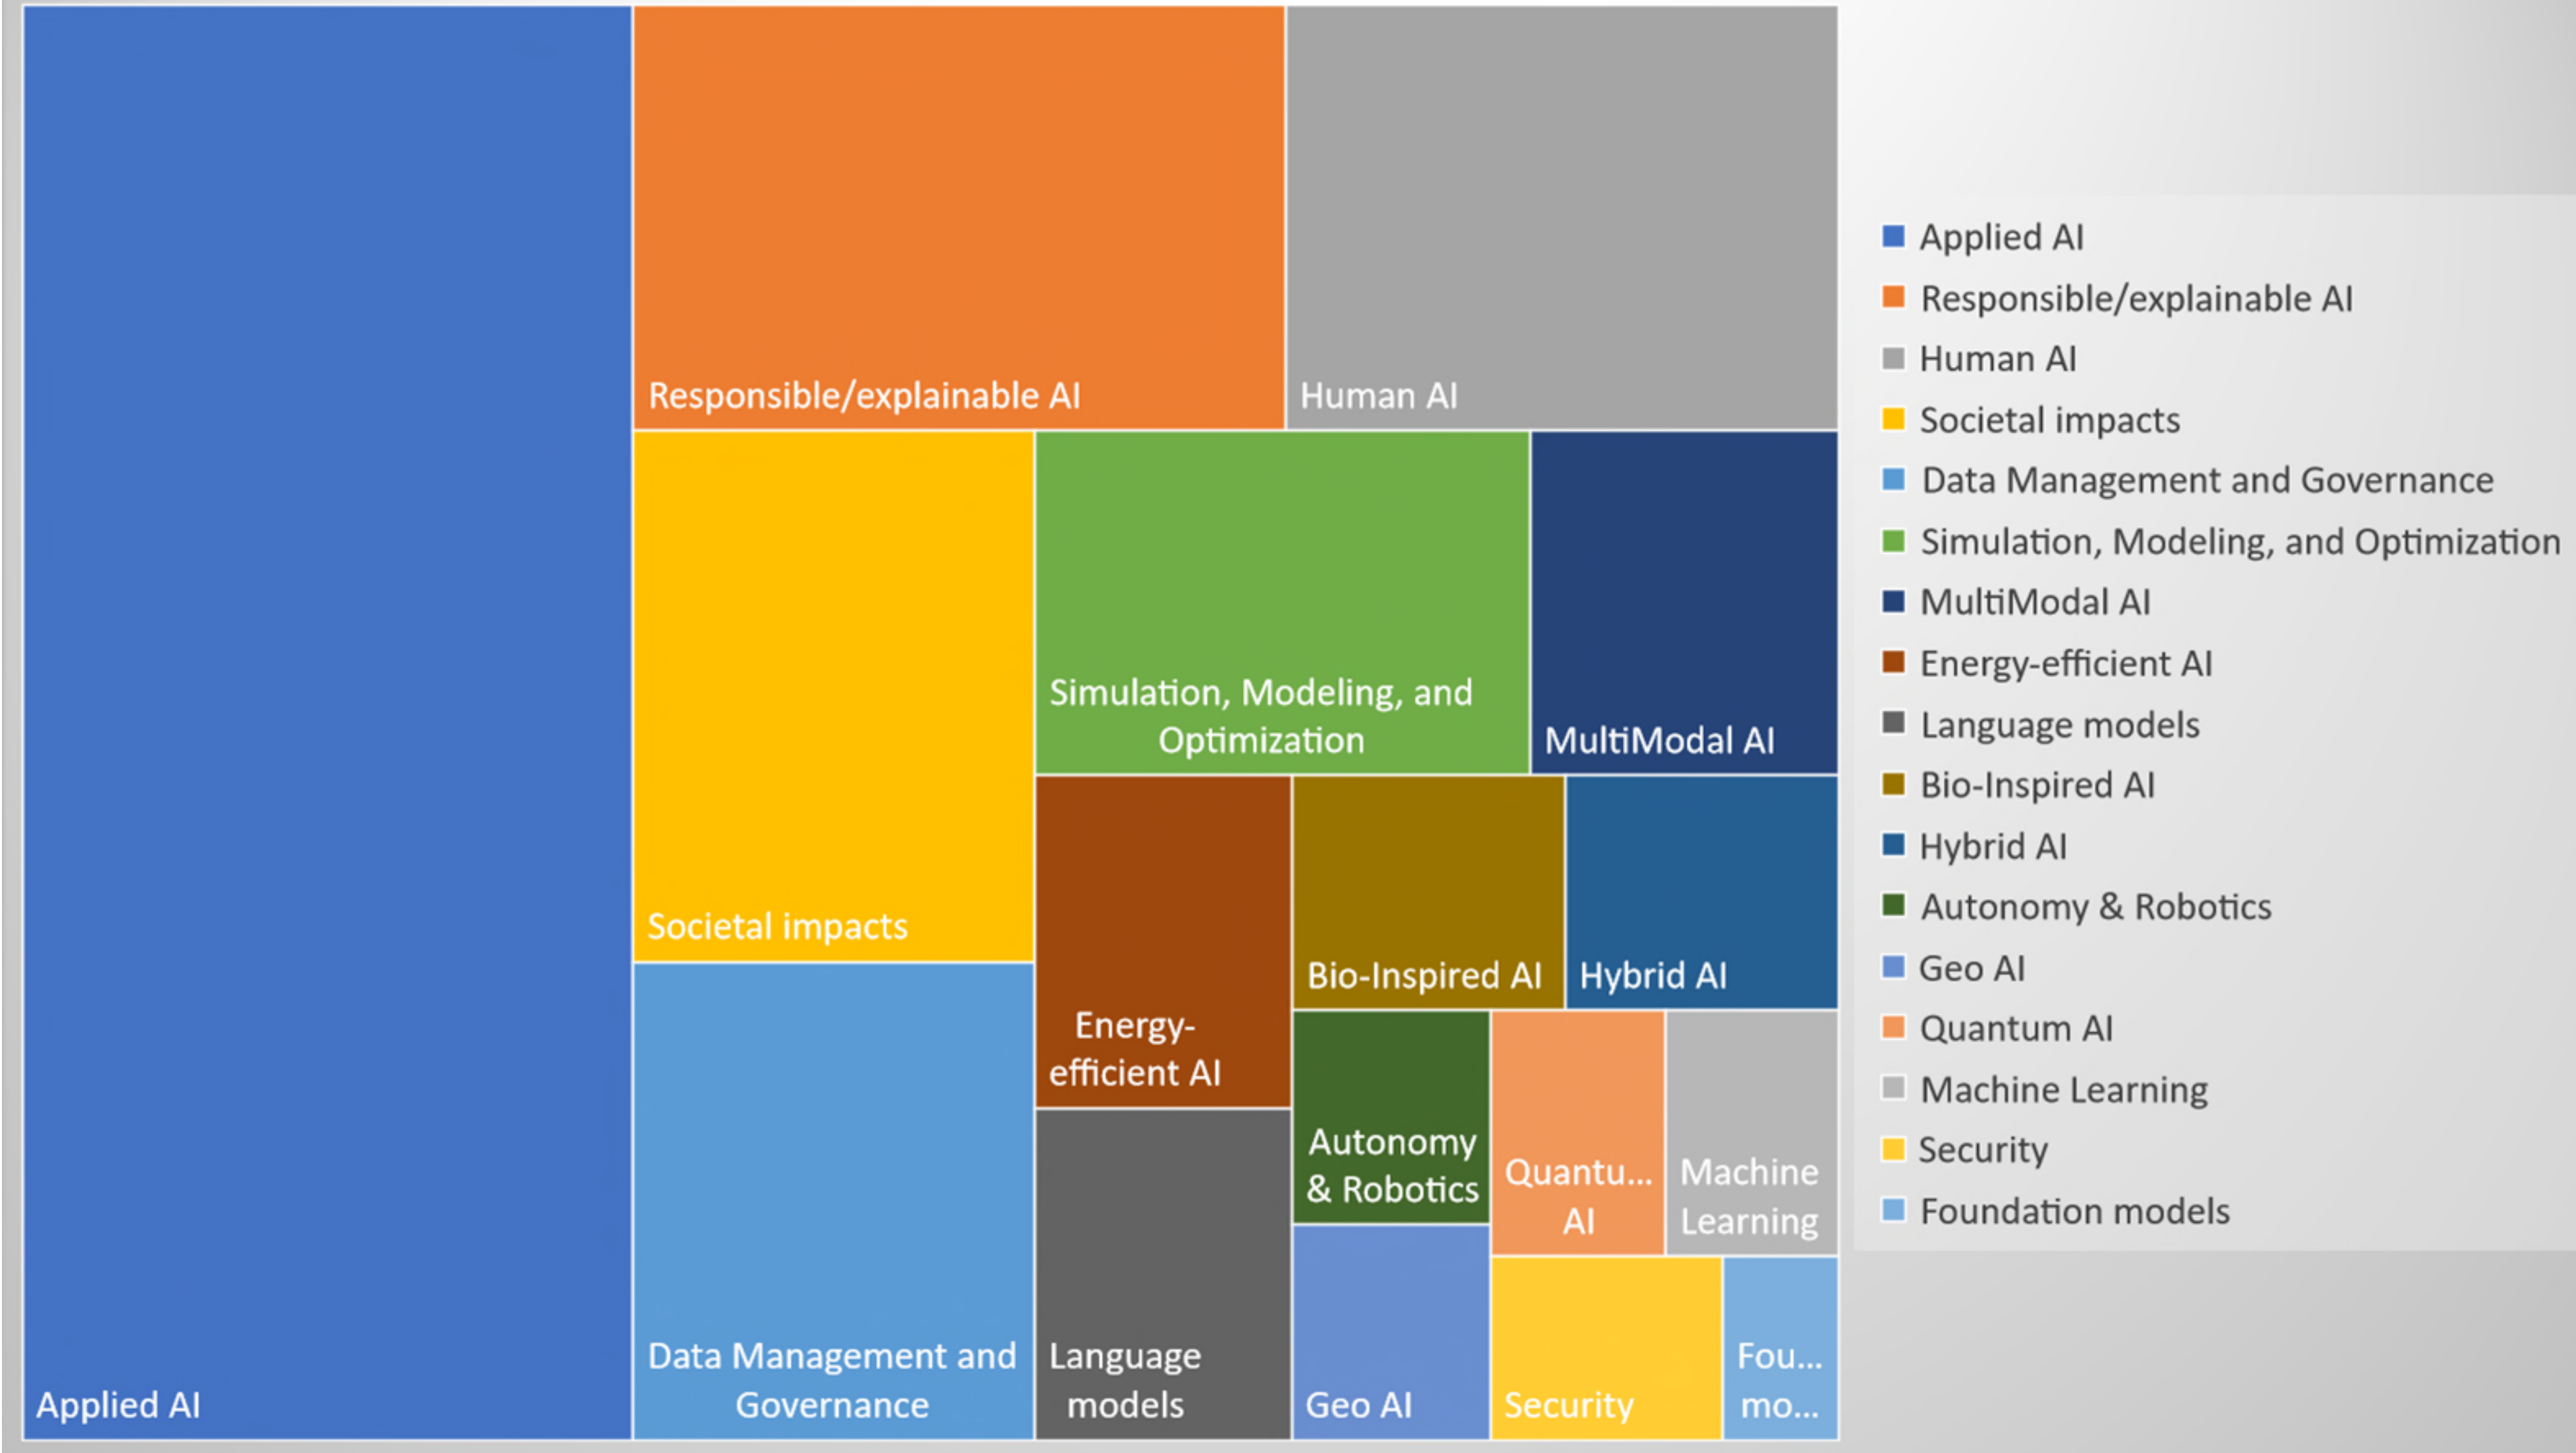 Responsible/explainable AI
Human AI
Simulation, Modeling, and
Optimization
MultiModal AI
Societal impacts
Bio-Inspired AI
Hybrid AI
Energy-
efficient AI
Autonomy
& Robotics
Quantu...
AI
Machine
Learning
Applied AI
Data Management and
Governance
Language
models
Geo AI
Security
Fou...
mo...
Applied AI
Responsible/explainable AI
Human AI
Societal impacts
Data Management and Governance
Simulation, Modeling, and Optimization
MultiModal AI
Energy-efficient AI
Language models
Bio-Inspired AI
Hybrid AI
Autonomy & Robotics
Geo AI
Quantum AI
Machine Learning
Security
Foundation models